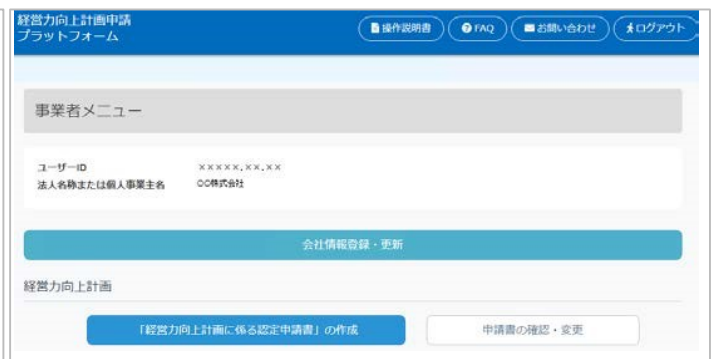 経営力向上計画申請
プラットフォーム
操作説明書
FAQ
お問い合わせ
ログアウト
事業者メニュー
ユーザーID ×××××.××.××
法人名称または個人事業主名 〇〇株式会社
会社情報登録・更新
経営力向上計画
「経営力向上計画に係る認定申請書」の作成
申請書の確認・変更